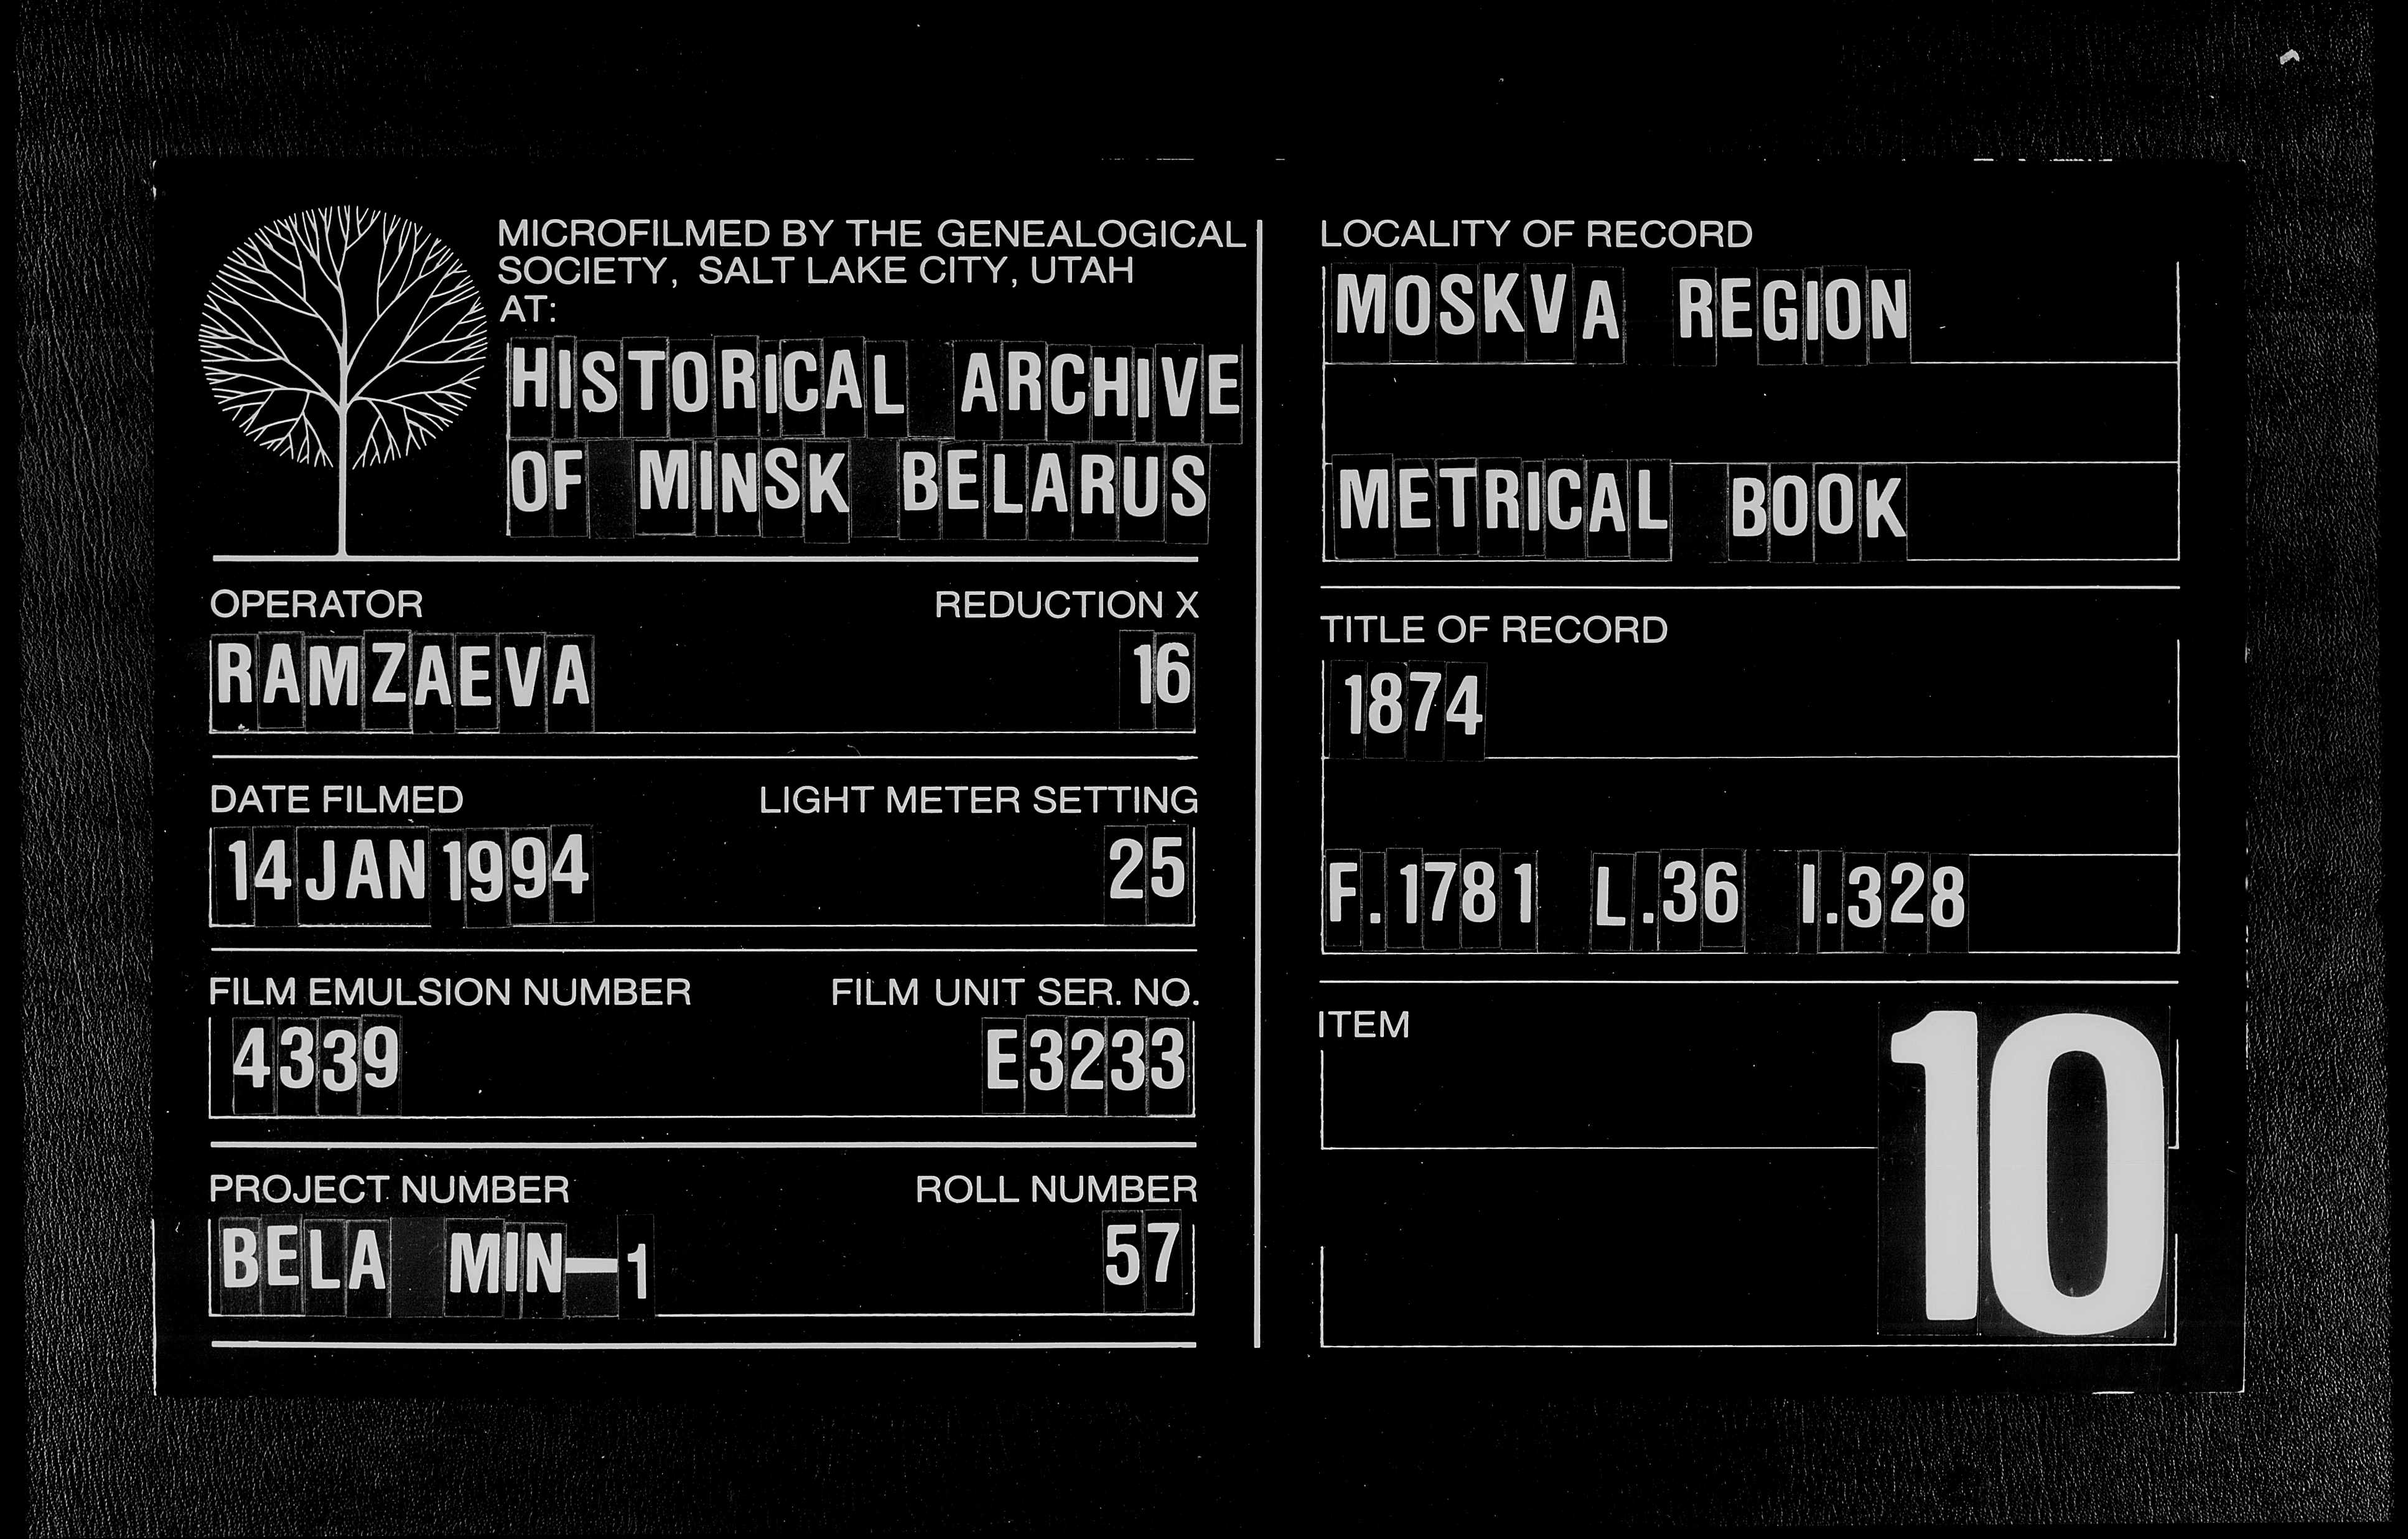 MICROFILMED BY THE GENEALOGICAL
SOCIETY, SALT LAKE CITY, UTAH
AT:
HISTORICAL ARCHIVE
OF MINSK BELARUS
OPERATOR REDUCTION X
RAMZAEVA 16
DATE FILMED LIGHT METER SETTING
14 JAN 1994 25
FILM EMULSION NUMBER FILM UNIT SER. NO.
4339 E3233
PROJECT NUMBER ROLL NUMBER
BELA MIN-1 57
LOCALITY OF RECORD
MOSKVA REGION
METRICAL BOOK
TITLE OF RECORD
1874
F.1781 L.36 I.328
ITEM
10